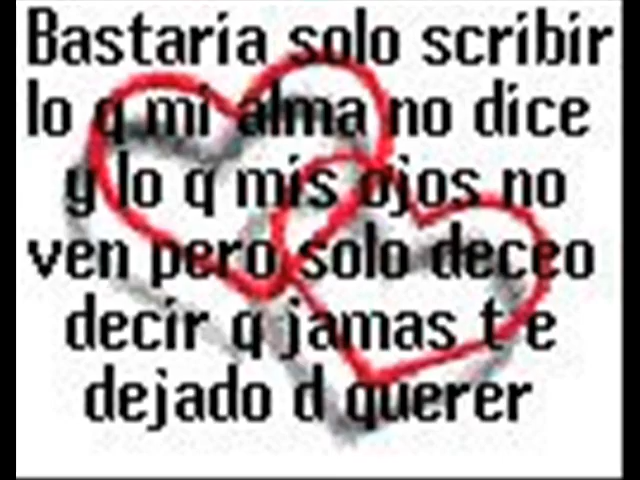 Bastaría solo scribir
lo q mi alma no dice
y lo q mis ojos no
ven pero solo deceo
decir q jamas t e
dejado d querer